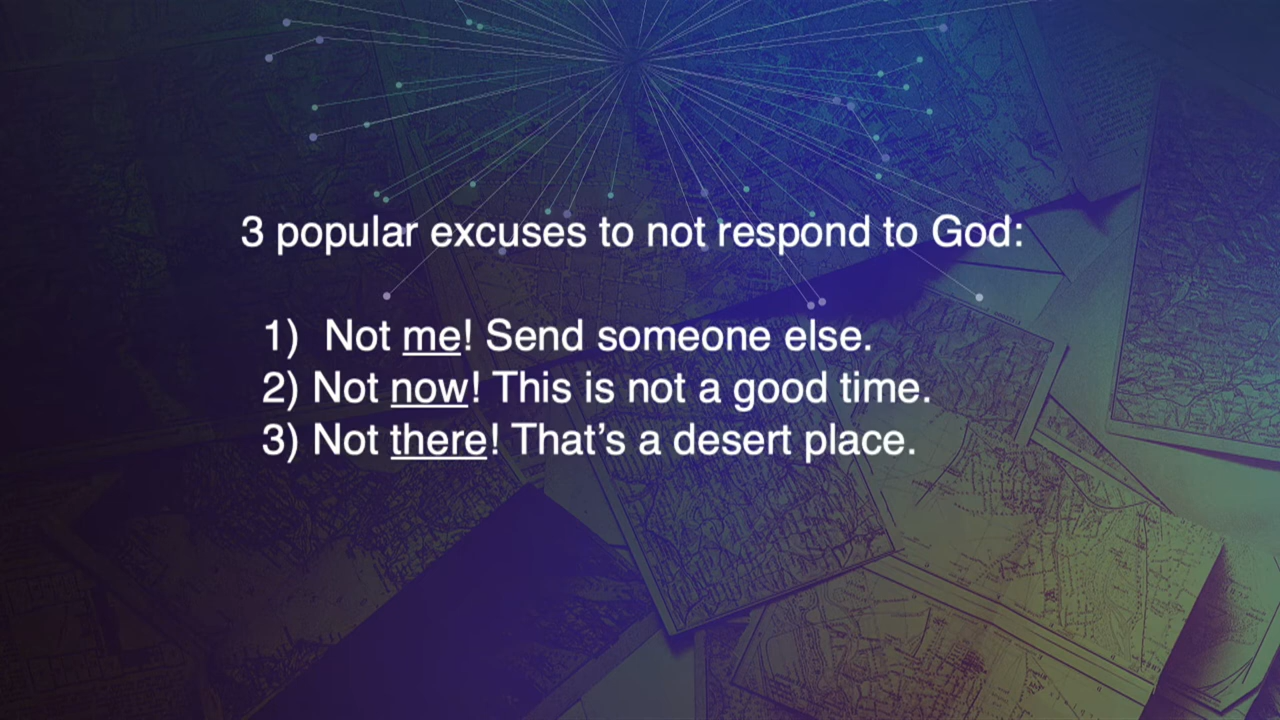 3 popular excuses to not respond to God:
1) Not me! Send someone else.
2) Not now! This is not a good time.
3) Not there! That’s a desert place.